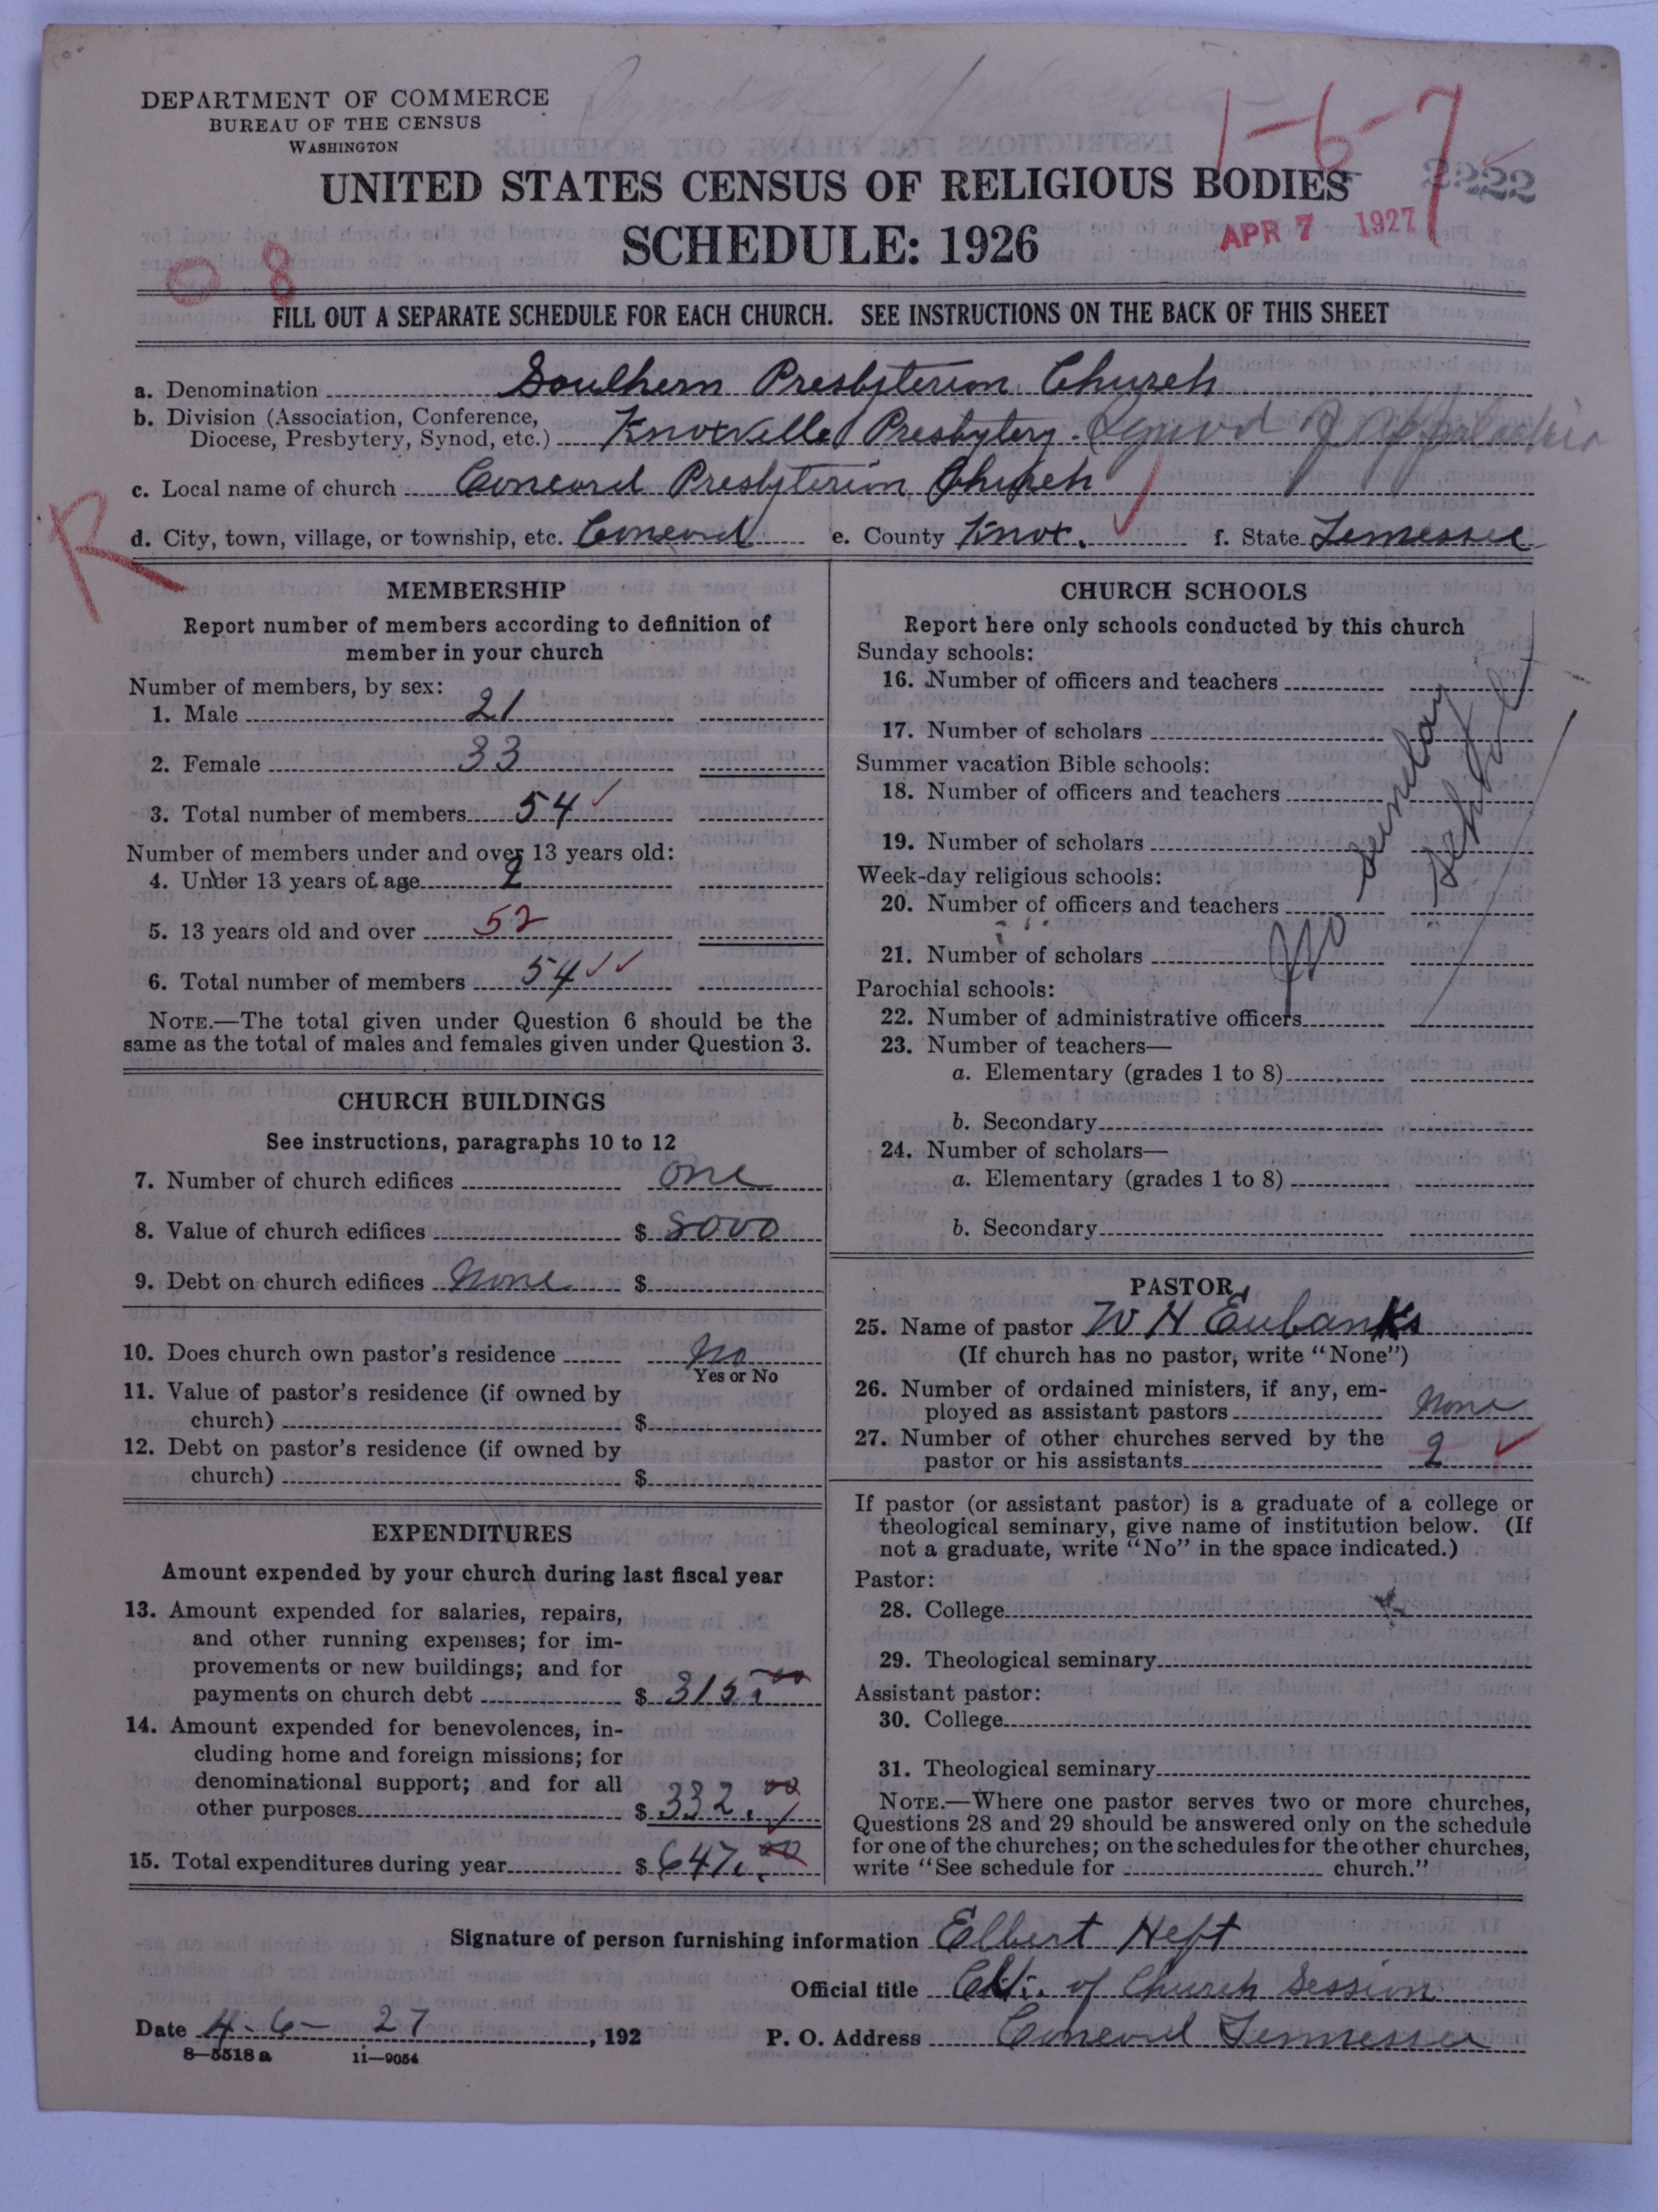 DEPARTMENT OF COMMERCE
BUREAU OF THE CENSUS
WASHINGTON
1-6-7
UNITED STATES CENSUS OF RELIGIOUS BODIES
SCHEDULE: 1926
APR 7 1927
0 8
FILL OUT A SEPARATE SCHEDULE FOR EACH CHURCH. SEE INSTRUCTIONS ON THE BACK OF THIS SHEET
a. Denomination Southern Presbyterian Church
b. Division (Association, Conference,
Diocese, Presbytery, Synod, etc.) Knoxville Presbytery. Synod of Appalachia
c. Local name of church Concord Presbyterian Church
R
d. City, town, village, or township, etc. Concord e. County Knox. f. State Tennessee
MEMBERSHIP
Report number of members according to definition of
member in your church
Number of members, by sex:
1. Male 21
2. Female 33
3. Total number of members 54
Number of members under and over 13 years old:
4. Under 13 years of age 2
5. 13 years old and over 52
6. Total number of members 54
NOTE.—The total given under Question 6 should be the
same as the total of males and females given under Question 3.
CHURCH BUILDINGS
See instructions, paragraphs 10 to 12
7. Number of church edifices one
8. Value of church edifices $ 8000
9. Debt on church edifices None $
10. Does church own pastor's residence No
Yes or No
11. Value of pastor's residence (if owned by
church) $
12. Debt on pastor's residence (if owned by
church) $
EXPENDITURES
Amount expended by your church during last fiscal year
13. Amount expended for salaries, repairs,
and other running expenses; for im-
provements or new buildings; and for
payments on church debt $ 315.00
14. Amount expended for benevolences, in-
cluding home and foreign missions; for
denominational support; and for all
other purposes $ 332.00
15. Total expenditures during year $ 647.00
CHURCH SCHOOLS
Report here only schools conducted by this church
Sunday schools:
16. Number of officers and teachers
17. Number of scholars
Summer vacation Bible schools:
18. Number of officers and teachers
19. Number of scholars
Week-day religious schools:
20. Number of officers and teachers
21. Number of scholars
No Sunday School
Parochial schools:
22. Number of administrative officers
23. Number of teachers—
a. Elementary (grades 1 to 8)
b. Secondary
24. Number of scholars—
a. Elementary (grades 1 to 8)
b. Secondary
PASTOR
25. Name of pastor W H Eubanks
(If church has no pastor, write "None")
26. Number of ordained ministers, if any, em-
ployed as assistant pastors None
27. Number of other churches served by the
pastor or his assistants 2
If pastor (or assistant pastor) is a graduate of a college or
theological seminary, give name of institution below. (If
not a graduate, write "No" in the space indicated.)
Pastor:
28. College
29. Theological seminary
Assistant pastor:
30. College
31. Theological seminary
NOTE.—Where one pastor serves two or more churches,
Questions 28 and 29 should be answered only on the schedule
for one of the churches; on the schedules for the other churches,
write "See schedule for church."
Signature of person furnishing information Elbert Heft
Official title Clk. of Church Session
Date 4-6-27, 192 P. O. Address Concord Tennessee
8—5518 a 11—9054